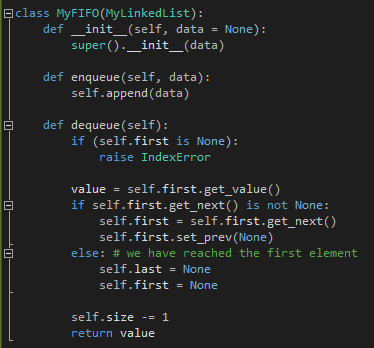 class MyFIFO(MyLinkedList):
    def __init__(self, data = None):
        super().__init__(data)

    def enqueue(self, data):
        self.append(data)

    def dequeue(self):
        if (self.first is None):
            raise IndexError

        value = self.first.get_value()
        if self.first.get_next() is not None:
            self.first = self.first.get_next()
            self.first.set_prev(None)
        else: # we have reached the first element
            self.last = None
            self.first = None

        self.size -= 1
        return value